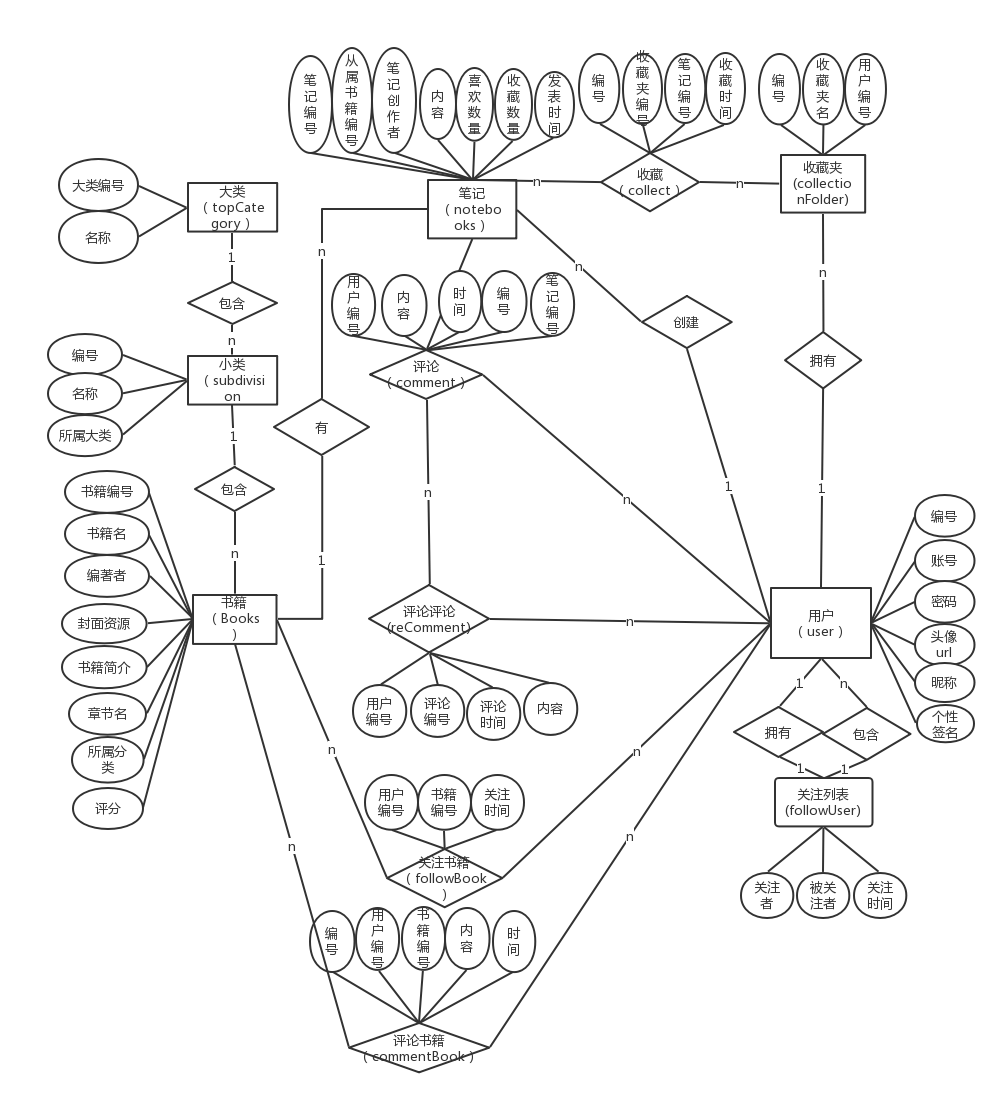 笔记编号
从属书籍编号
笔记创作者
内容
喜欢数量
收藏数量
发表时间
编号
收藏夹编号
笔记编号
收藏时间
编号
收藏夹名
用户编号
大类编号
名称
大类
(topCate
gory)
笔记
(notebo
oks)
n
收藏
(collect)
n
收藏夹
(collectio
nFolder)
1
包含
n
n
n
n
用户编号
内容
时间
编号
笔记编号
创建
拥有
编号
名称
所属大类
小类
(subdivisi
on
评论
(comment)
1
有
包含
n
n
1
1
n
1
书籍编号
书籍名
编著者
封面资源
书籍简介
章节名
所属分
类
评分
书籍
(Books
)
评论评论
(reComment)
n
用户
(user)
编号
账号
密码
头像
url
昵称
个性
签名
用户
编号
评论
编号
评论
时间
内容
1
n
拥有
包含
1
1
关注列表
(followUser)
关注
者
被关
注者
关注
时间
n
n
用户
编号
书籍
编号
关注
时间
关注书籍
(followBook
)
n
n
编号
用户编号
书籍编号
内容
时间
评论书籍
(commentBook)